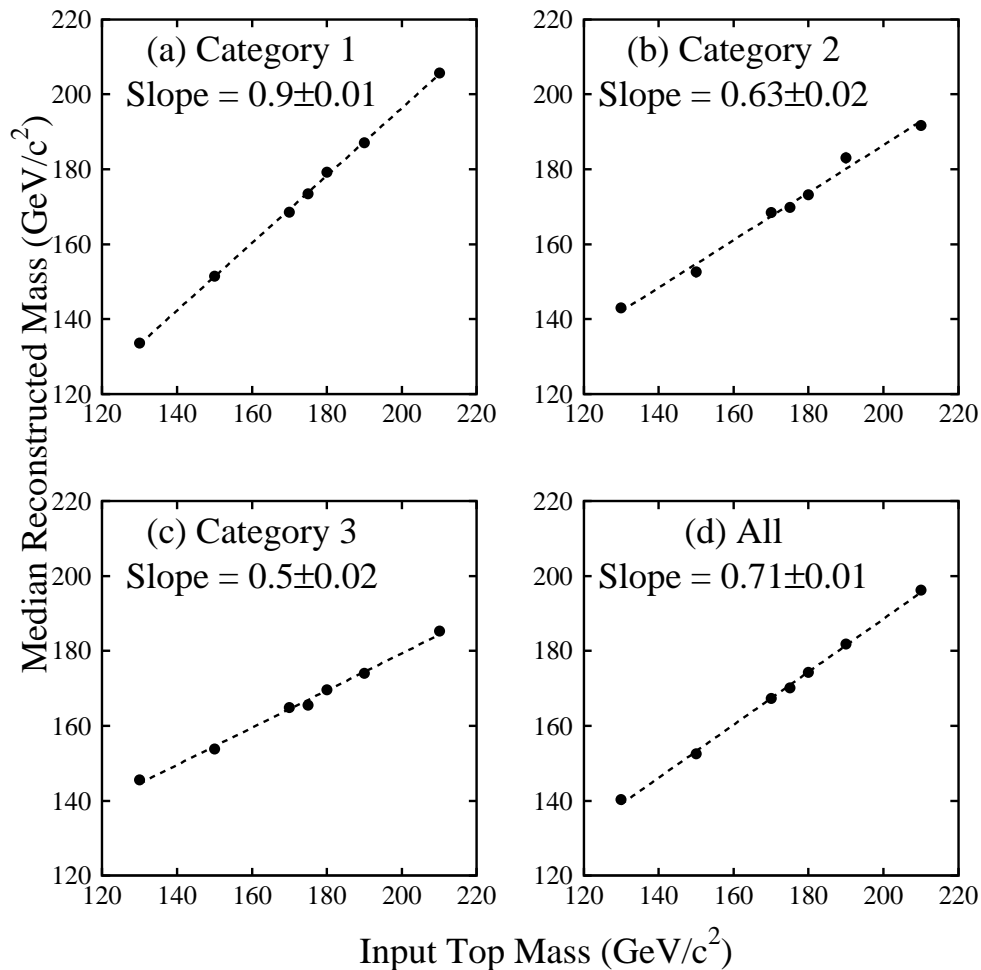 Median Reconstructed Mass (GeV/c²)
(a) Category 1
Slope = 0.9±0.01
220
200
180
160
140
120
120 140 160 180 200 220
(b) Category 2
Slope = 0.63±0.02
220
200
180
160
140
120
120 140 160 180 200 220
(c) Category 3
Slope = 0.5±0.02
220
200
180
160
140
120
120 140 160 180 200 220
(d) All
Slope = 0.71±0.01
220
200
180
160
140
120
120 140 160 180 200 220
Input Top Mass (GeV/c²)